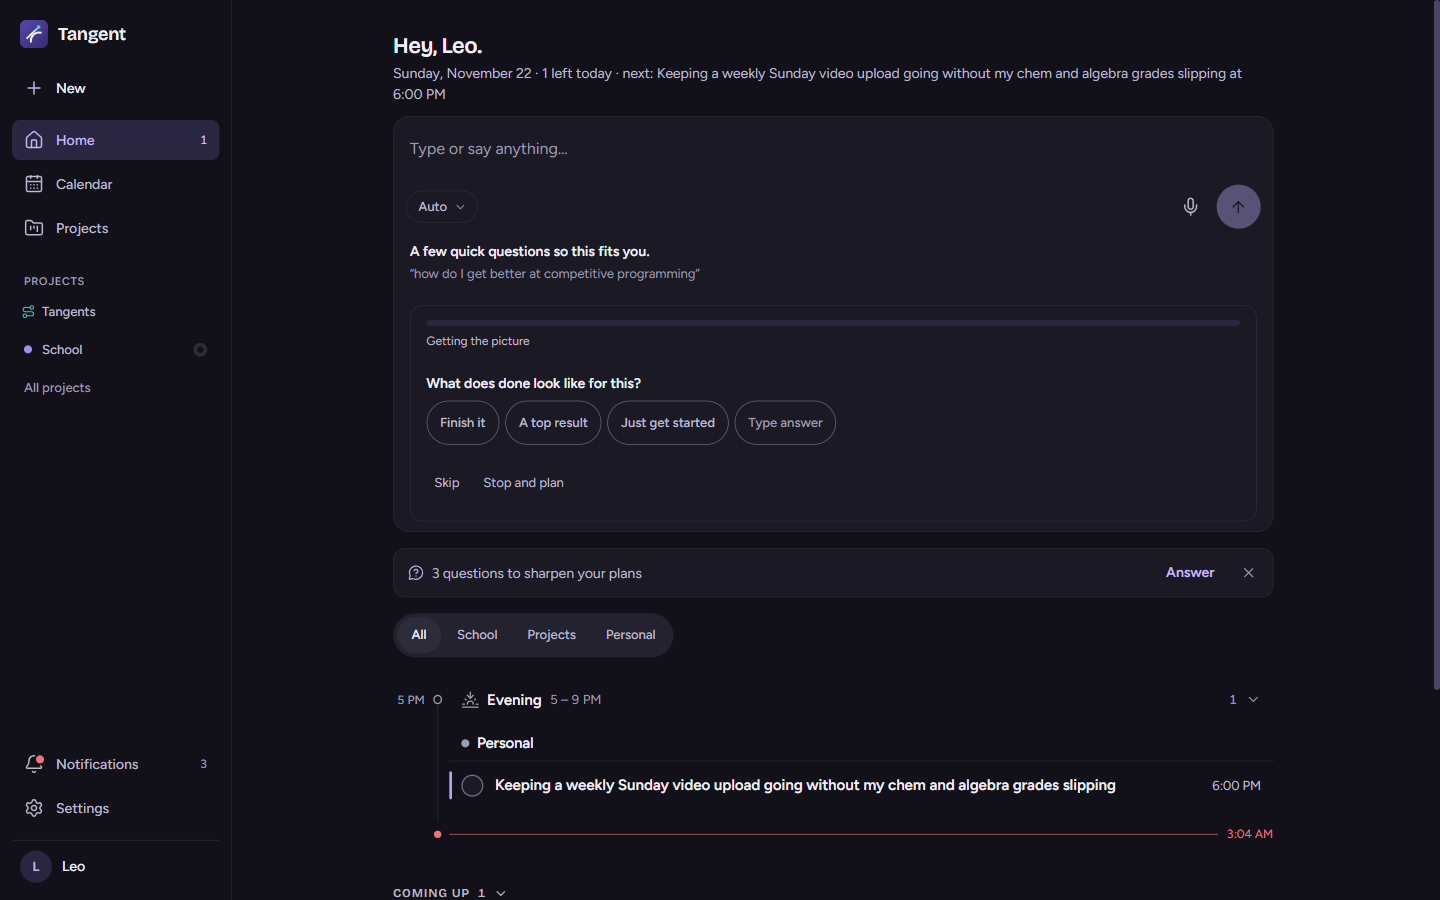 Tangent
New
Home 1
Calendar
Projects
PROJECTS
Tangents
School
All projects
Notifications 3
Settings
L Leo
Hey, Leo.
Sunday, November 22 · 1 left today · next: Keeping a weekly Sunday video upload going without my chem and algebra grades slipping at
6:00 PM
Type or say anything...
Auto
A few quick questions so this fits you.
“how do I get better at competitive programming”
Getting the picture
What does done look like for this?
Finish it A top result Just get started Type answer
Skip Stop and plan
3 questions to sharpen your plans Answer
All School Projects Personal
5 PM Evening 5 – 9 PM 1
Personal
Keeping a weekly Sunday video upload going without my chem and algebra grades slipping 6:00 PM
3:04 AM
COMING UP 1